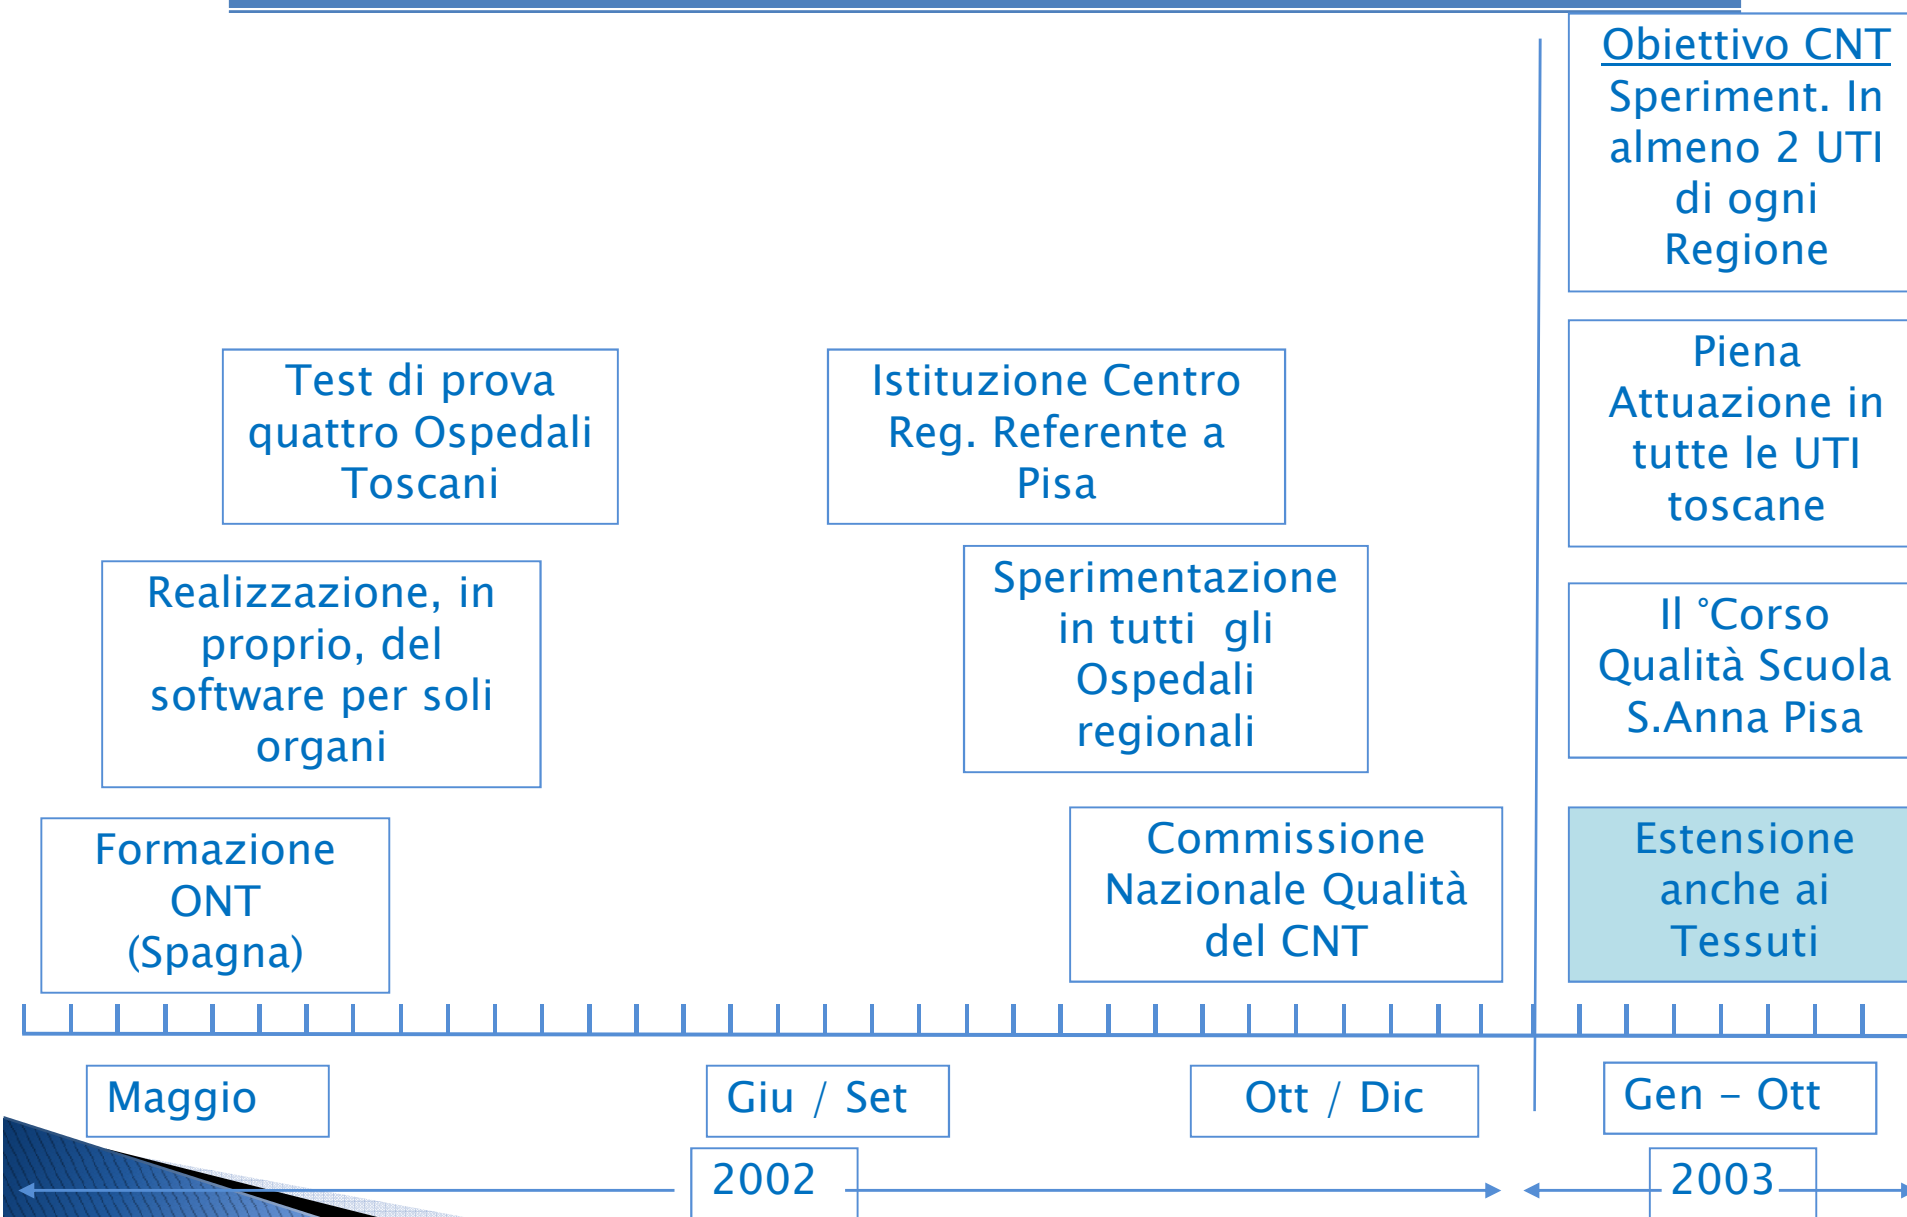 Obiettivo CNT
Speriment. In
almeno 2 UTI
di ogni
Regione
Test di prova
quattro Ospedali
Toscani
Istituzione Centro
Reg. Referente a
Pisa
Piena
Attuazione in
tutte le UTI
toscane
Realizzazione, in
proprio, del
software per soli
organi
Sperimentazione
in tutti gli
Ospedali
regionali
Il °Corso
Qualità Scuola
S.Anna Pisa
Formazione
ONT
(Spagna)
Commissione
Nazionale Qualità
del CNT
Estensione
anche ai
Tessuti
Maggio
Giu / Set
Ott / Dic
Gen – Ott
2002
2003